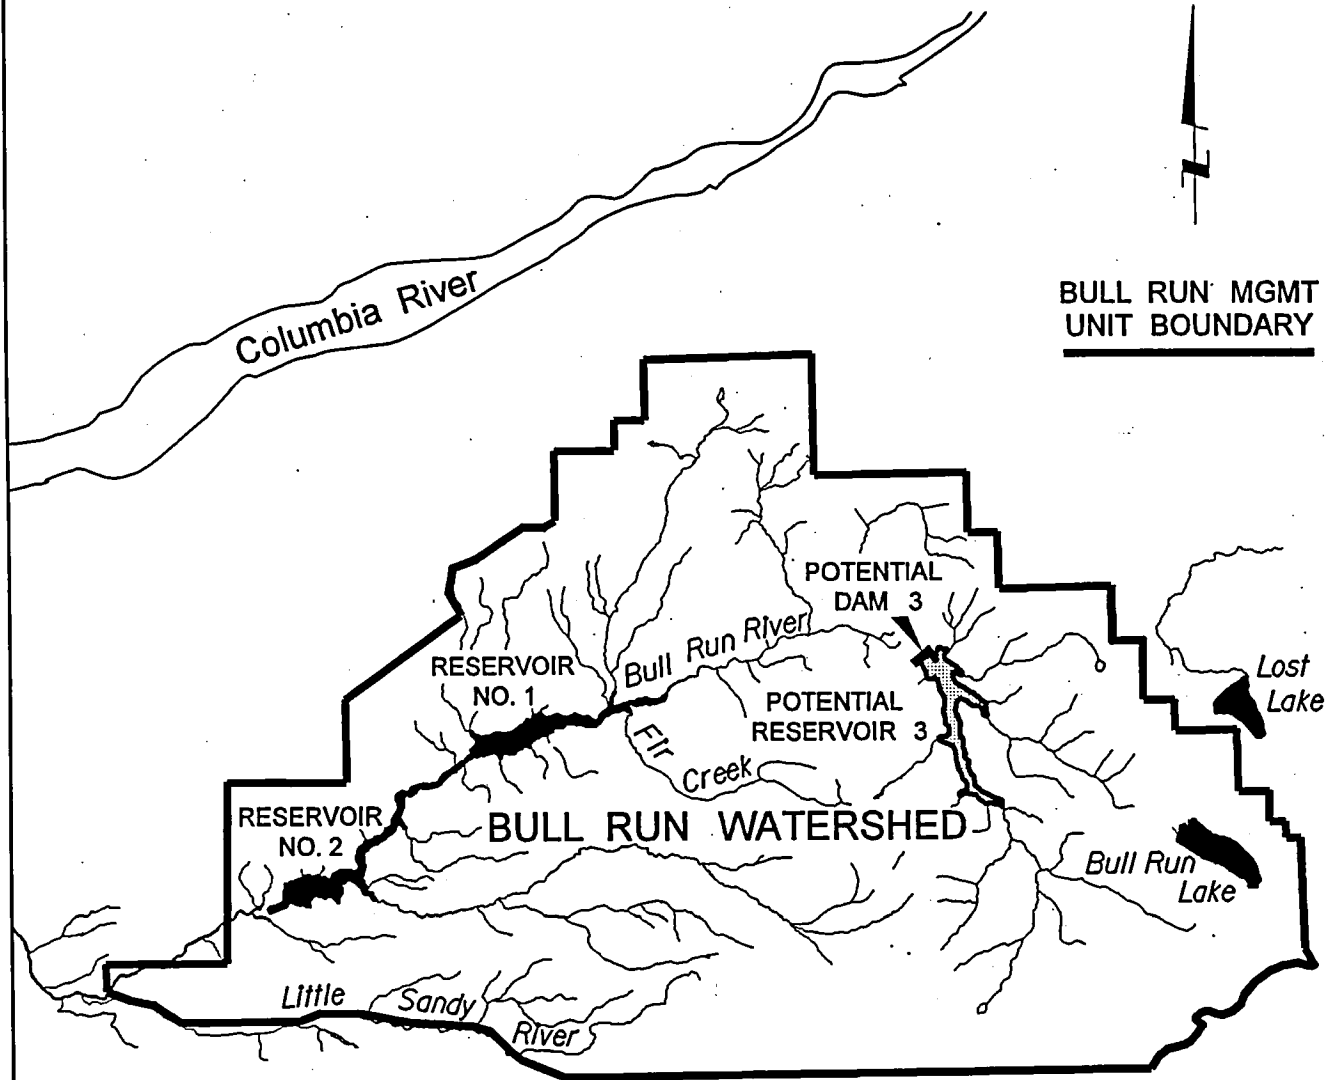 N
Columbia River
BULL RUN MGMT
UNIT BOUNDARY
POTENTIAL
DAM 3
Bull Run River
RESERVOIR
NO. 1
Lost
Lake
POTENTIAL
RESERVOIR 3
Fir
Creek
RESERVOIR
NO. 2
BULL RUN WATERSHED
Bull Run
Lake
Little Sandy
River